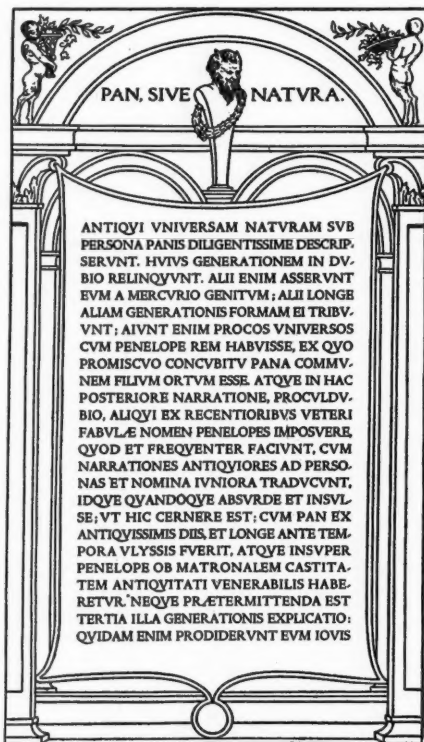 PAN, SIVE NATVRA.
ANTIQVI VNIVERSAM NATVRAM SVB
PERSONA PANIS DILIGENTISSIME DESCRIP-
SERVNT. HVIVS GENERATIONEM IN DV-
BIO RELINQVVNT. ALII ENIM ASSERVNT
EVM A MERCVRIO GENITVM; ALII LONGE
ALIAM GENERATIONIS FORMAM EI TRIBV-
VNT; AIVNT ENIM PROCOS VNIVERSOS
CVM PENELOPE REM HABVISSE, EX QVO
PROMISCVO CONCVBITV PANA COMMV-
NEM FILIVM ORTVM ESSE. ATQVE IN HAC
POSTERIORE NARRATIONE, PROCVLDV-
BIO, ALIQVI EX RECENTIORIBVS VETERI
FABVLÆ NOMEN PENELOPES IMPOSVERE,
QVOD ET FREQVENTER FACIVNT, CVM
NARRATIONES ANTIQVIORES AD PERSO-
NAS ET NOMINA IVNIORA TRADVCVNT,
IDQVE QVANDOQVE ABSVRDE ET INSVL-
SE; VT HIC CERNERE EST: CVM PAN EX
ANTIQVISSIMIS DIIS, ET LONGE ANTE TEM-
PORA VLYSSIS FVERIT, ATQVE INSVPER
PENELOPE OB MATRONALEM CASTITA-
TEM ANTIQVITATI VENERABILIS HABE-
RETVR. NEQVE PRÆTERMITTENDA EST
TERTIA ILLA GENERATIONIS EXPLICATIO:
QVIDAM ENIM PRODIDERVNT EVM IOVIS